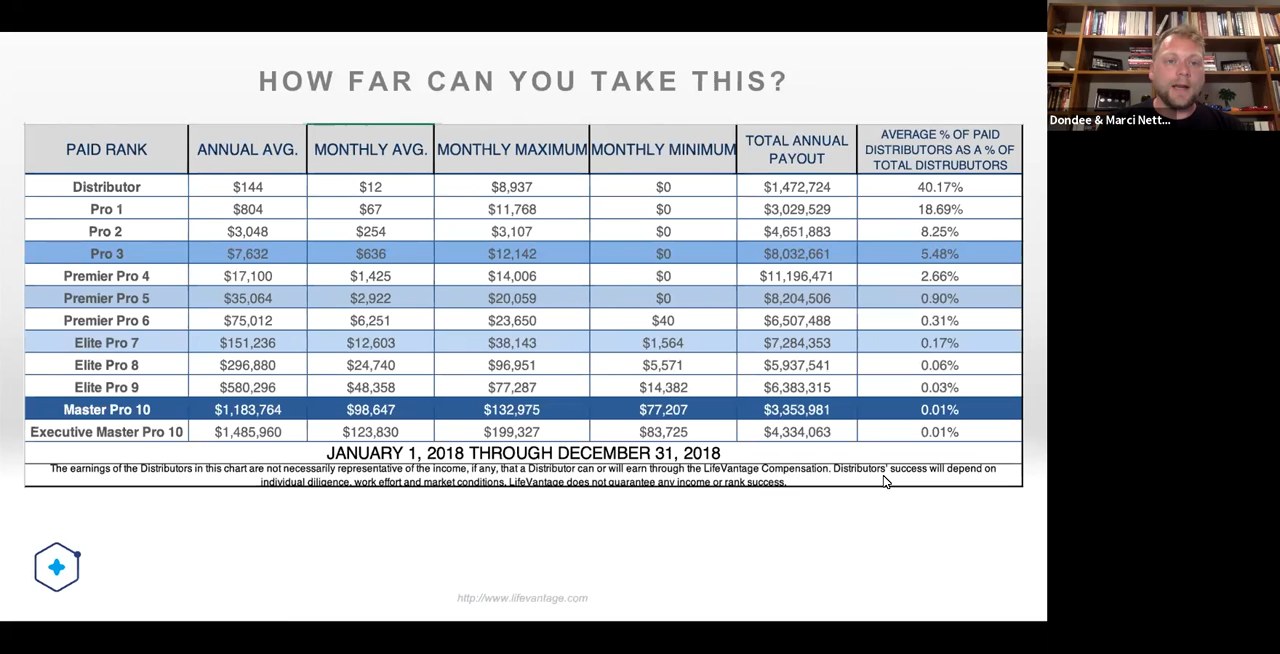 HOW FAR CAN YOU TAKE THIS?
PAID RANK ANNUAL AVG. MONTHLY AVG. MONTHLY MAXIMUM MONTHLY MINIMUM TOTAL ANNUAL PAYOUT AVERAGE % OF PAID DISTRIBUTORS AS A % OF TOTAL DISTRUBUTORS
Distributor $144 $12 $8,937 $0 $1,472,724 40.17%
Pro 1 $804 $67 $11,768 $0 $3,029,529 18.69%
Pro 2 $3,048 $254 $3,107 $0 $4,651,883 8.25%
Pro 3 $7,632 $636 $12,142 $0 $8,032,661 5.48%
Premier Pro 4 $17,100 $1,425 $14,006 $0 $11,196,471 2.66%
Premier Pro 5 $35,064 $2,922 $20,059 $0 $8,204,506 0.90%
Premier Pro 6 $75,012 $6,251 $23,650 $40 $6,507,488 0.31%
Elite Pro 7 $151,236 $12,603 $38,143 $1,564 $7,284,353 0.17%
Elite Pro 8 $296,880 $24,740 $96,951 $5,571 $5,937,541 0.06%
Elite Pro 9 $580,296 $48,358 $77,287 $14,382 $6,383,315 0.03%
Master Pro 10 $1,183,764 $98,647 $132,975 $77,207 $3,353,981 0.01%
Executive Master Pro 10 $1,485,960 $123,830 $199,327 $83,725 $4,334,063 0.01%
JANUARY 1, 2018 THROUGH DECEMBER 31, 2018
The earnings of the Distributors in this chart are not necessarily representative of the income, if any, that a Distributor can or will earn through the LifeVantage Compensation. Distributors' success will depend on
individual diligence, work effort and market conditions. LifeVantage does not guarantee any income or rank success.
http://www.lifevantage.com
Dondee & Marci Nett...